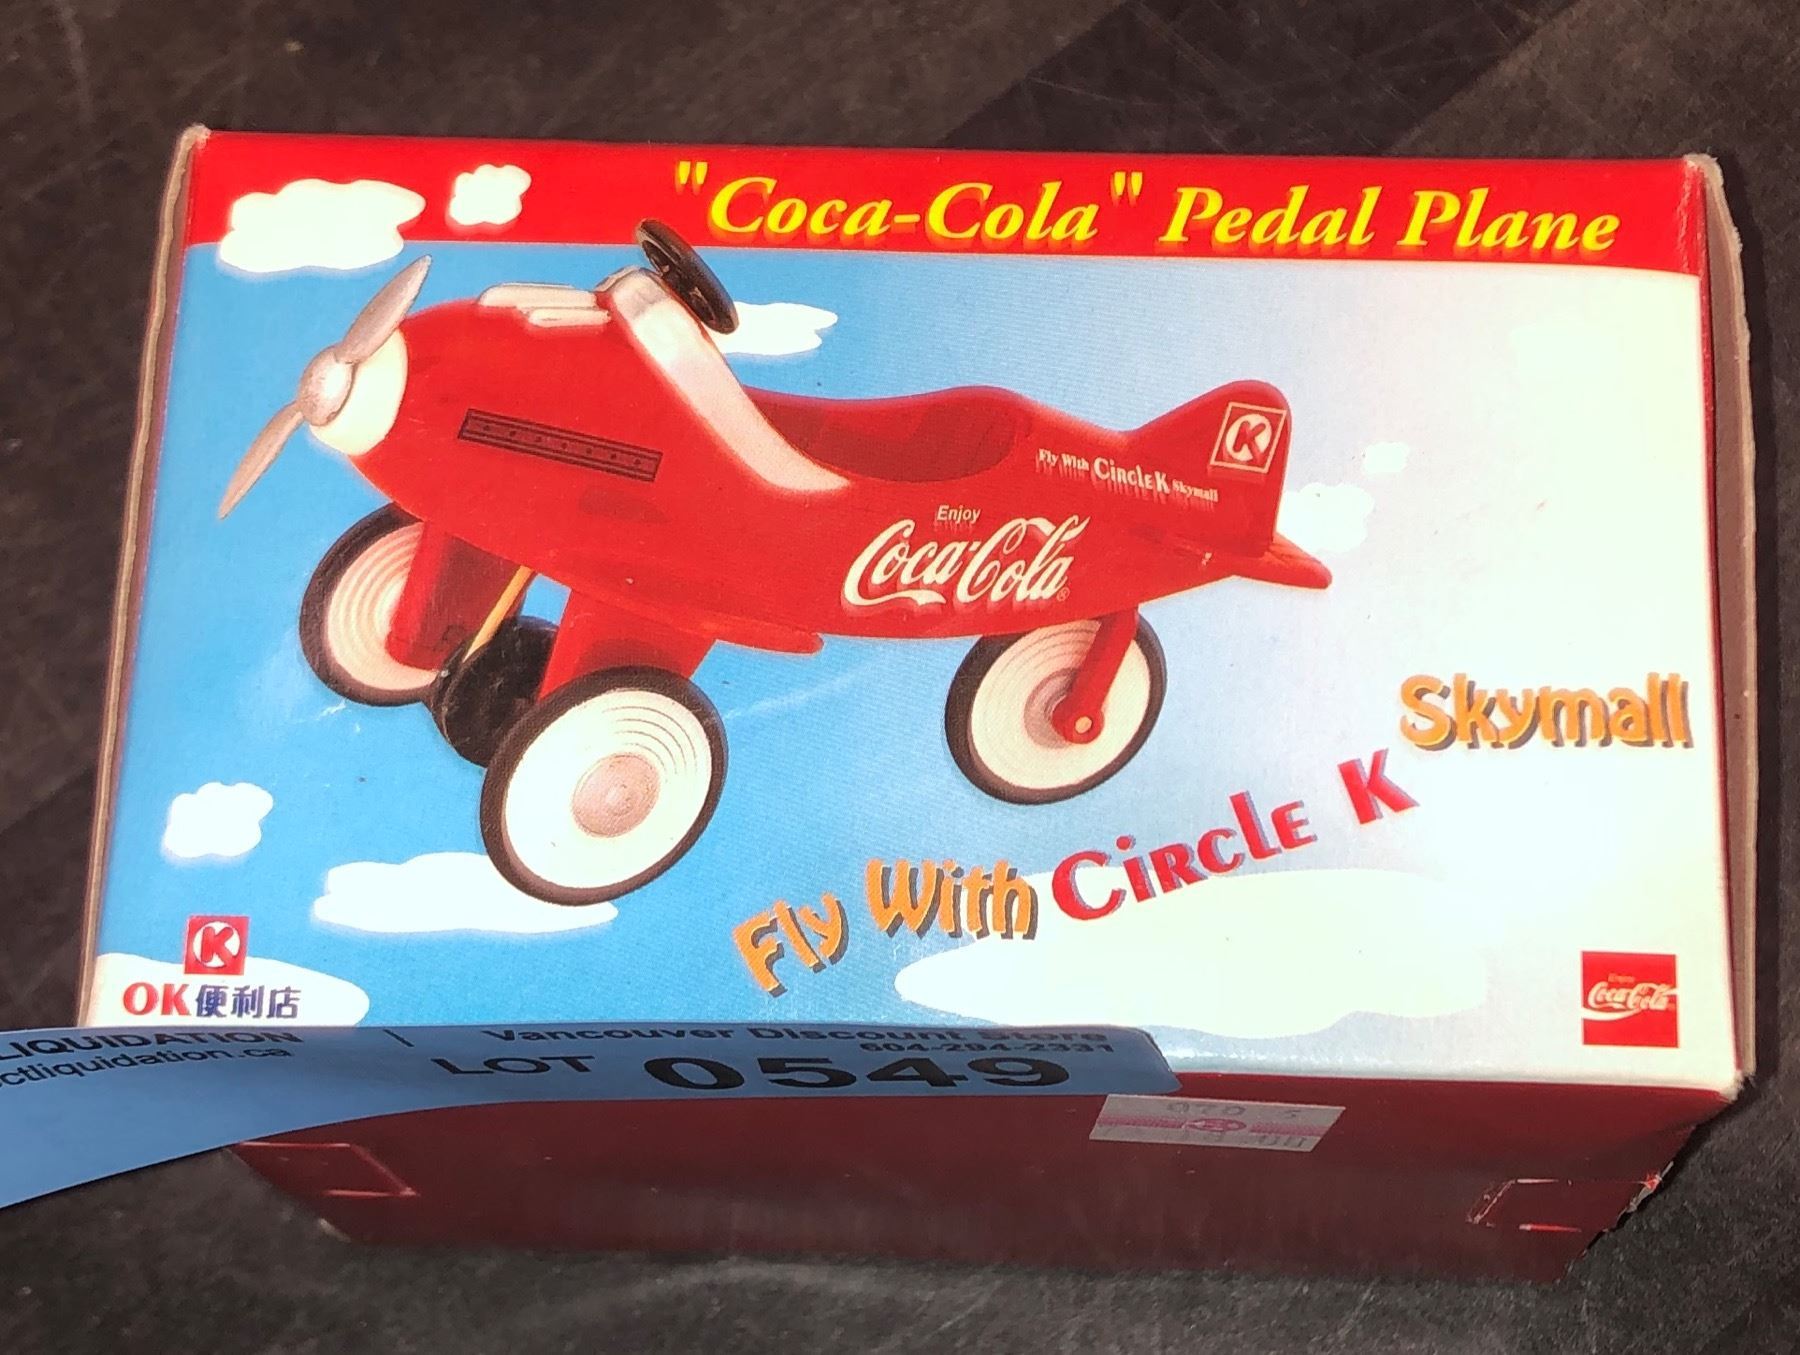 "Coca-Cola" Pedal Plane
K
Fly With Circle K Skymall
Enjoy
Coca-Cola®
Skymall
Fly With Circle K
K
OK便利店
Coca-Cola
LIQUIDATION | Vancouver Discount Store
ctliquidation.ca
604-294-2331
LOT 0549